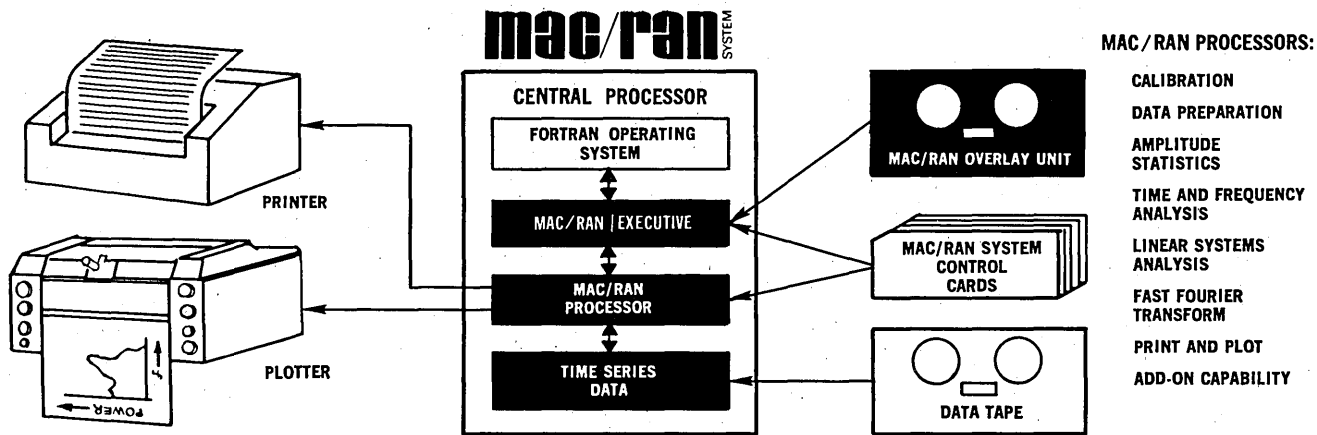 mac/ran SYSTEM
PRINTER
PLOTTER
POWER
f
CENTRAL PROCESSOR
FORTRAN OPERATING
SYSTEM
MAC/RAN EXECUTIVE
MAC/RAN
PROCESSOR
TIME SERIES
DATA
MAC/RAN OVERLAY UNIT
MAC/RAN SYSTEM
CONTROL
CARDS
DATA TAPE
MAC/RAN PROCESSORS:
CALIBRATION
DATA PREPARATION
AMPLITUDE
STATISTICS
TIME AND FREQUENCY
ANALYSIS
LINEAR SYSTEMS
ANALYSIS
FAST FOURIER
TRANSFORM
PRINT AND PLOT
ADD-ON CAPABILITY